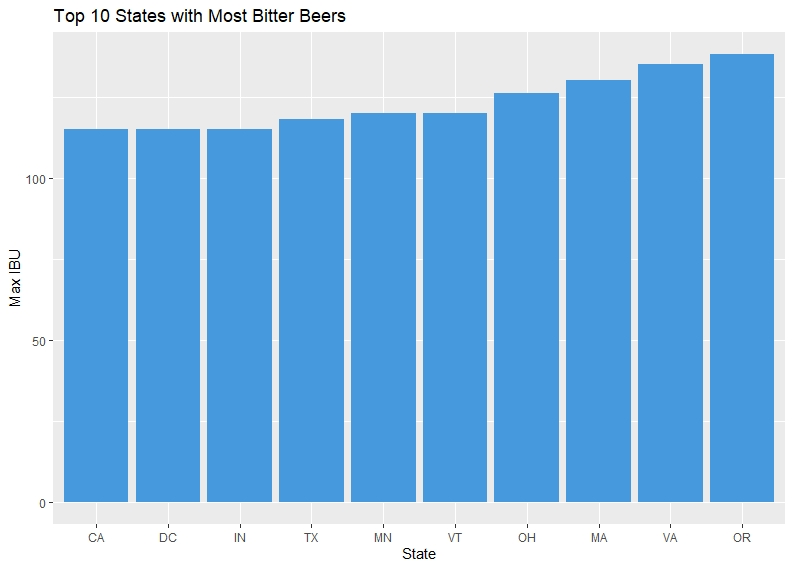 Top 10 States with Most Bitter Beers
Max IBU
100
50
0
CA DC IN TX MN VT OH MA VA OR
State